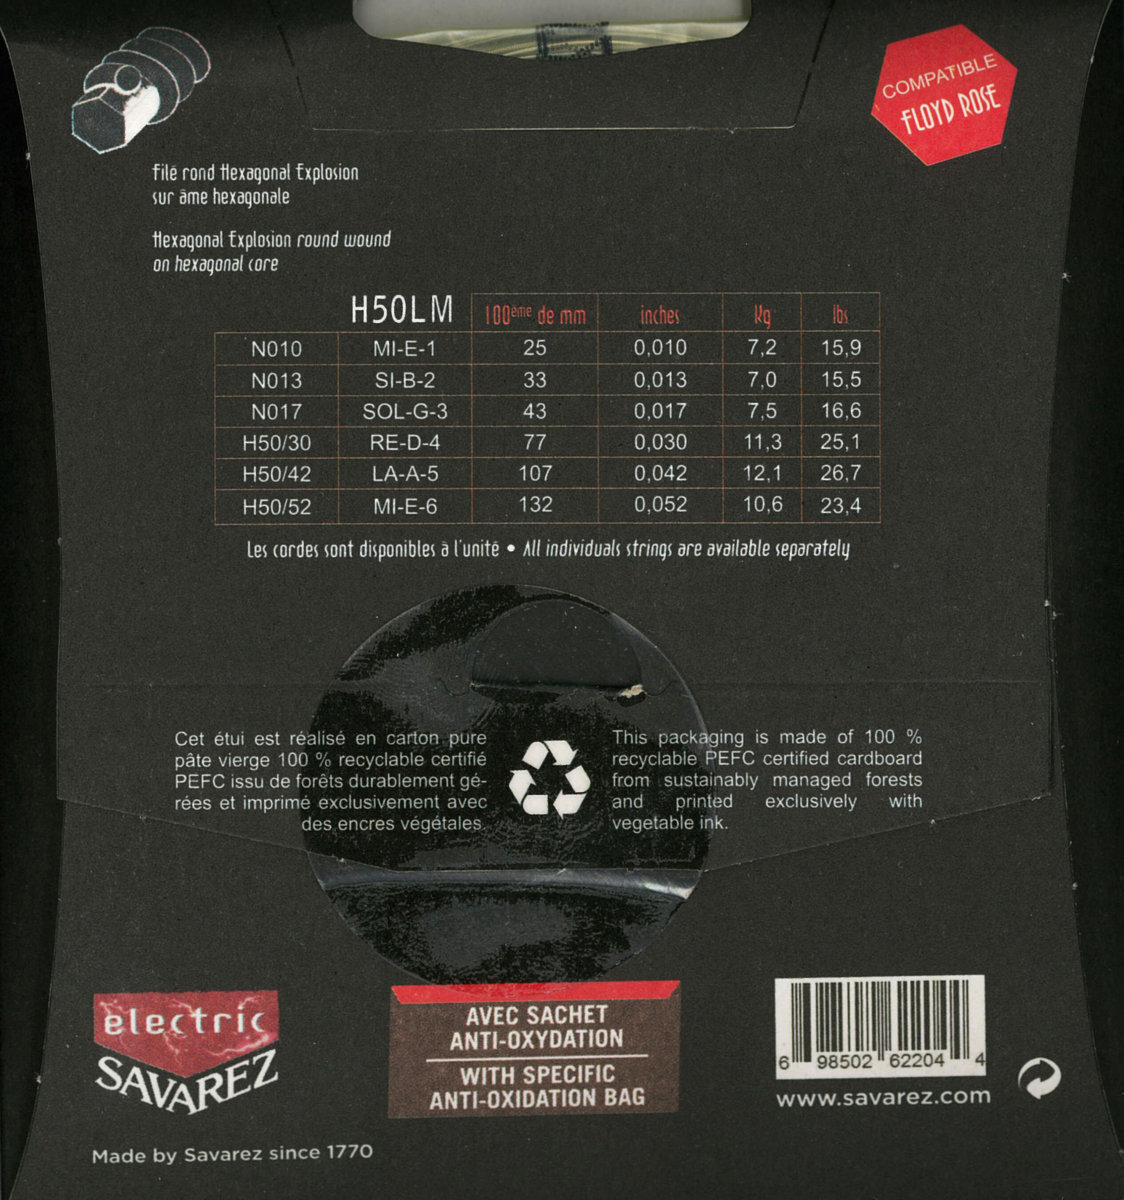 COMPATIBLE
FLOYD ROSE
Filé rond Hexagonal Explosion
sur âme hexagonale
Hexagonal Explosion round wound
on hexagonal core
H50LM 100ème de mm inches Kg lbs
N010 MI-E-1 25 0,010 7,2 15,9
N013 SI-B-2 33 0,013 7,0 15,5
N017 SOL-G-3 43 0,017 7,5 16,6
H50/30 RE-D-4 77 0,030 11,3 25,1
H50/42 LA-A-5 107 0,042 12,1 26,7
H50/52 MI-E-6 132 0,052 10,6 23,4
Les cordes sont disponibles à l'unité • All individuals strings are available separately
Cet étui est réalisé en carton pure
pâte vierge 100 % recyclable certifié
PEFC issu de forêts durablement gé-
rées et imprimé exclusivement avec
des encres végétales.
This packaging is made of 100 %
recyclable PEFC certified cardboard
from sustainably managed forests
and printed exclusively with
vegetable ink.
electric
SAVAREZ
Made by Savarez since 1770
AVEC SACHET
ANTI-OXYDATION
WITH SPECIFIC
ANTI-OXIDATION BAG
6 98502 62204 4
www.savarez.com